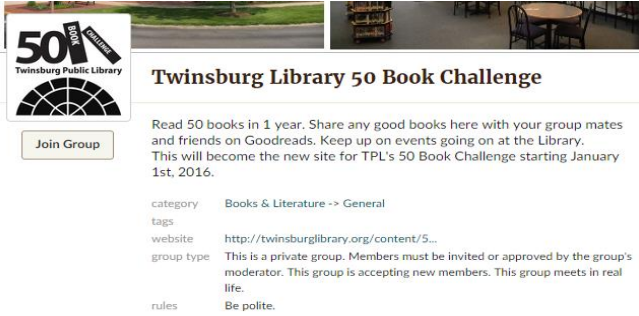 50
BOOK
CHALLENGE
Twinsburg Public Library
Join Group
Twinsburg Library 50 Book Challenge
Read 50 books in 1 year. Share any good books here with your group mates
and friends on Goodreads. Keep up on events going on at the Library.
This will become the new site for TPL's 50 Book Challenge starting January
1st, 2016.
category Books & Literature -> General
tags
website http://twinsburglibrary.org/content/5...
group type This is a private group. Members must be invited or approved by the group's
moderator. This group is accepting new members. This group meets in real
life.
rules Be polite.